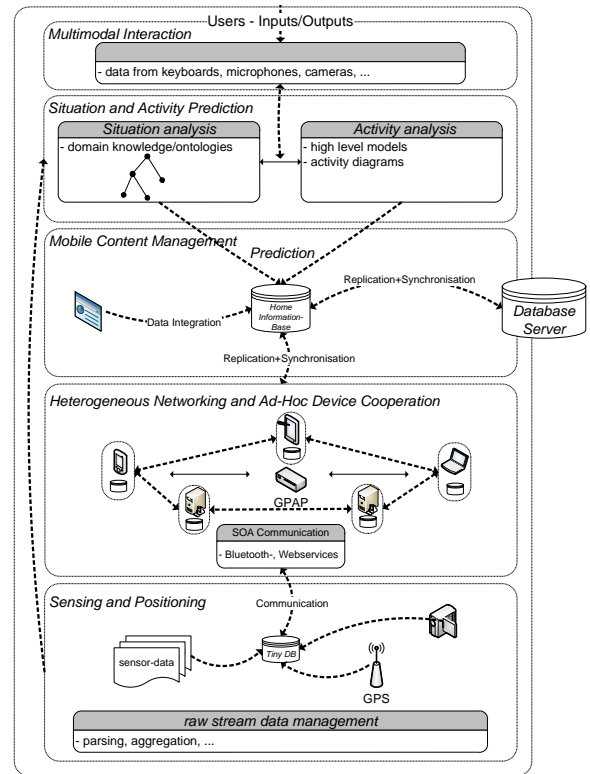 Users - Inputs/Outputs
Multimodal Interaction
- data from keyboards, microphones, cameras, ...
Situation and Activity Prediction
Situation analysis
- domain knowledge/ontologies
Activity analysis
- high level models
- activity diagrams
Mobile Content Management
Prediction
Replication+Synchronisation
Home
Information-
Base
Data Integration
Database
Server
Replication+Synchronisation
Heterogeneous Networking and Ad-Hoc Device Cooperation
GPAP
SOA Communication
- Bluetooth-, Webservices
Sensing and Positioning
Communication
sensor-data
Tiny DB
GPS
raw stream data management
- parsing, aggregation, ...